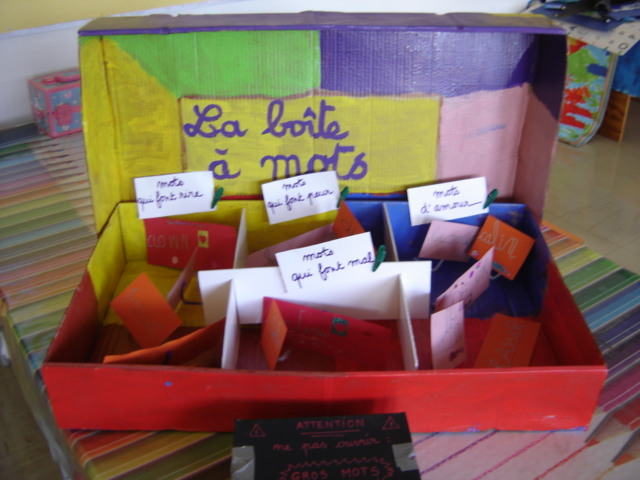 La boîte
à mots
mots
qui font rire
mots
qui font peur
mots
d'amour
mots
qui font mal
ATTENTION
ne pas ouvrir :
GROS MOTS